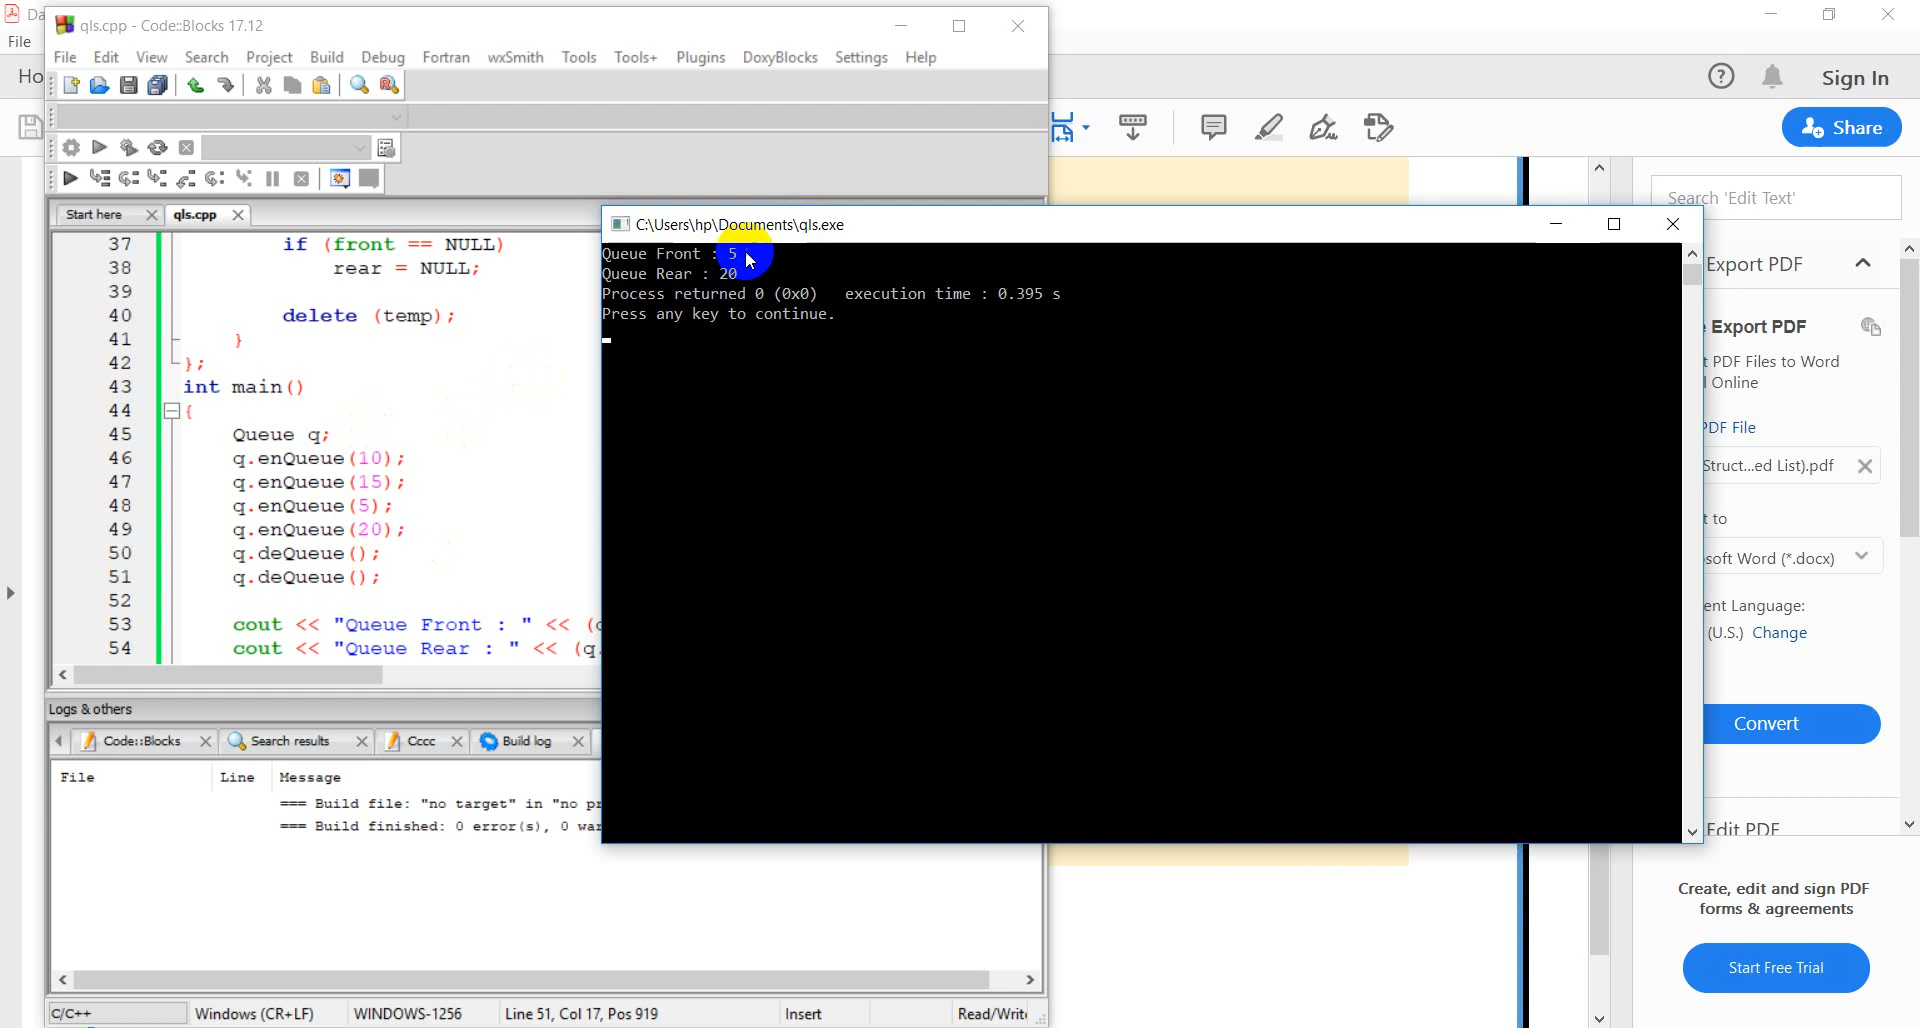 Da
File
Ho
qls.cpp - Code::Blocks 17.12
File Edit View Search Project Build Debug Fortran wxSmith Tools Tools+ Plugins DoxyBlocks Settings Help
Sign In
Share
Search 'Edit Text'
Start here
qls.cpp
37 if (front == NULL)
38 rear = NULL;
39
40 delete (temp);
41 }
42 };
43 int main()
44 {
45 Queue q;
46 q.enQueue(10);
47 q.enQueue(15);
48 q.enQueue(5);
49 q.enQueue(20);
50 q.deQueue();
51 q.deQueue();
52
53 cout << "Queue Front : " << (
54 cout << "Queue Rear : " << (q.
C:\Users\hp\Documents\qls.exe
Queue Front : 5
Queue Rear : 20
Process returned 0 (0x0) execution time : 0.395 s
Press any key to continue.
Export PDF
Export PDF
t PDF Files to Word
Online
PDF File
Struct...ed List).pdf
t to
soft Word (*.docx)
ent Language:
(U.S.) Change
Convert
Edit PDF
Create, edit and sign PDF
forms & agreements
Start Free Trial
Logs & others
Code::Blocks
Search results
Cccc
Build log
File Line Message
=== Build file: "no target" in "no pr
=== Build finished: 0 error(s), 0 war
C/C++ Windows (CR+LF) WINDOWS-1256 Line 51, Col 17, Pos 919 Insert Read/Writ